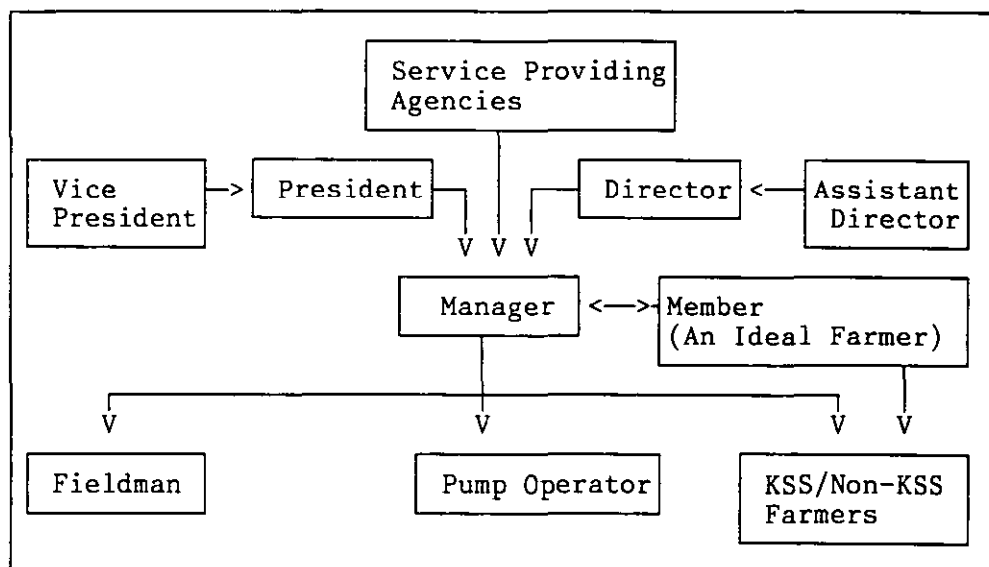 Service Providing
Agencies
Vice
President
President
Director
Assistant
Director
Manager
Member
(An Ideal Farmer)
Fieldman
Pump Operator
KSS/Non-KSS
Farmers